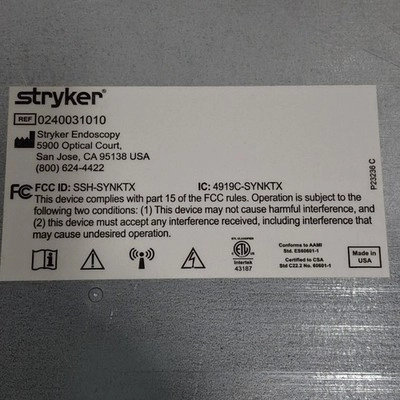 stryker®
REF 0240031010
Stryker Endoscopy
5900 Optical Court,
San Jose, CA 95138 USA
(800) 624-4422
P23236 C
FC FCC ID: SSH-SYNKTX IC: 4919C-SYNKTX
This device complies with part 15 of the FCC rules. Operation is subject to the
following two conditions: (1) This device may not cause harmful interference, and
(2) this device must accept any interference received, including interference that
may cause undesired operation.
Intertek
43187
Conforms to AAMI
Std. ES60601-1
Certified to CSA
Std C22.2 No. 60601-1
Made in
USA